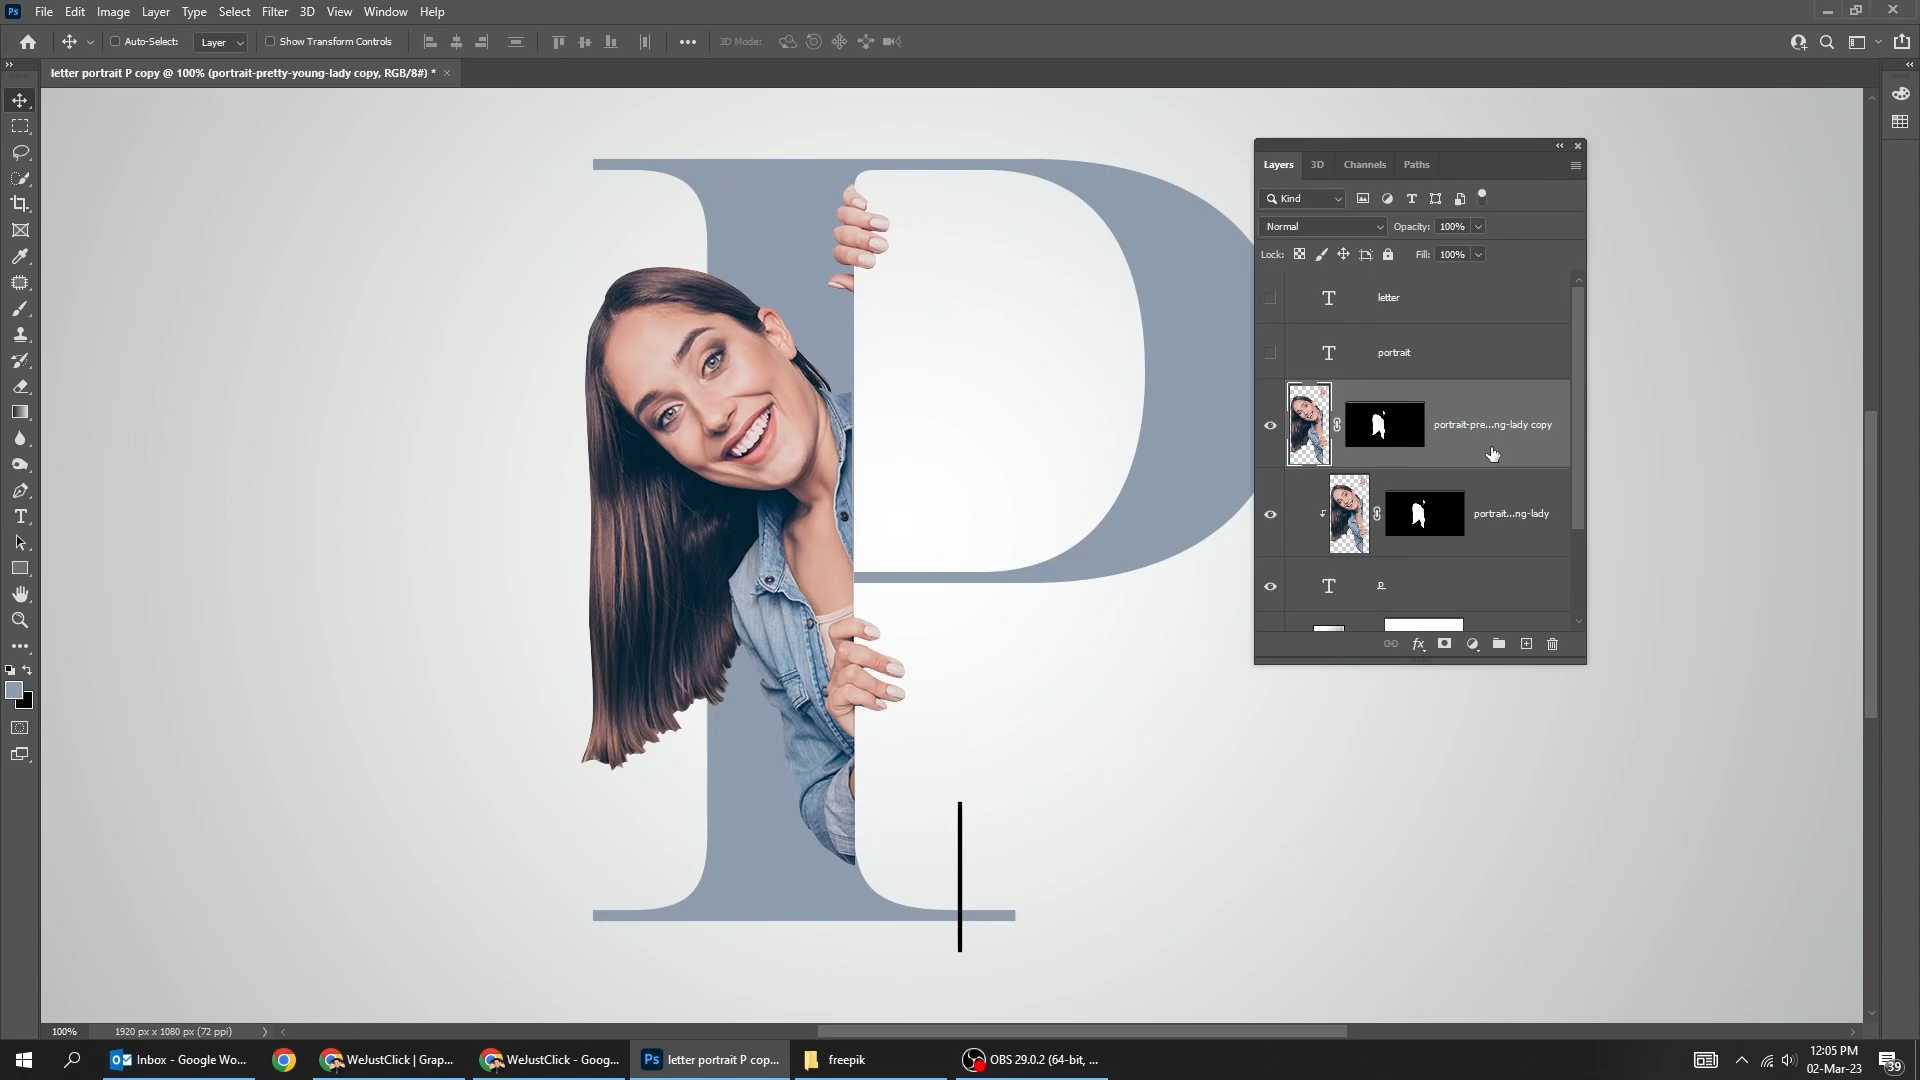 Ps File Edit Image Layer Type Select Filter 3D View Window Help
Auto-Select: Layer Show Transform Controls 3D Mode:
letter portrait P copy @ 100% (portrait-pretty-young-lady copy, RGB/8#) *
P
Layers 3D Channels Paths
Kind
Normal Opacity: 100%
Lock: Fill: 100%
T letter
T portrait
portrait-pre...ng-lady copy
portrait...ng-lady
T p
fx
100% 1920 px x 1080 px (72 ppi)
Inbox - Google Wo...
WeJustClick | Grap...
WeJustClick - Goog...
Ps letter portrait P cop...
freepik
OBS 29.0.2 (64-bit, ...
12:05 PM
02-Mar-23
39